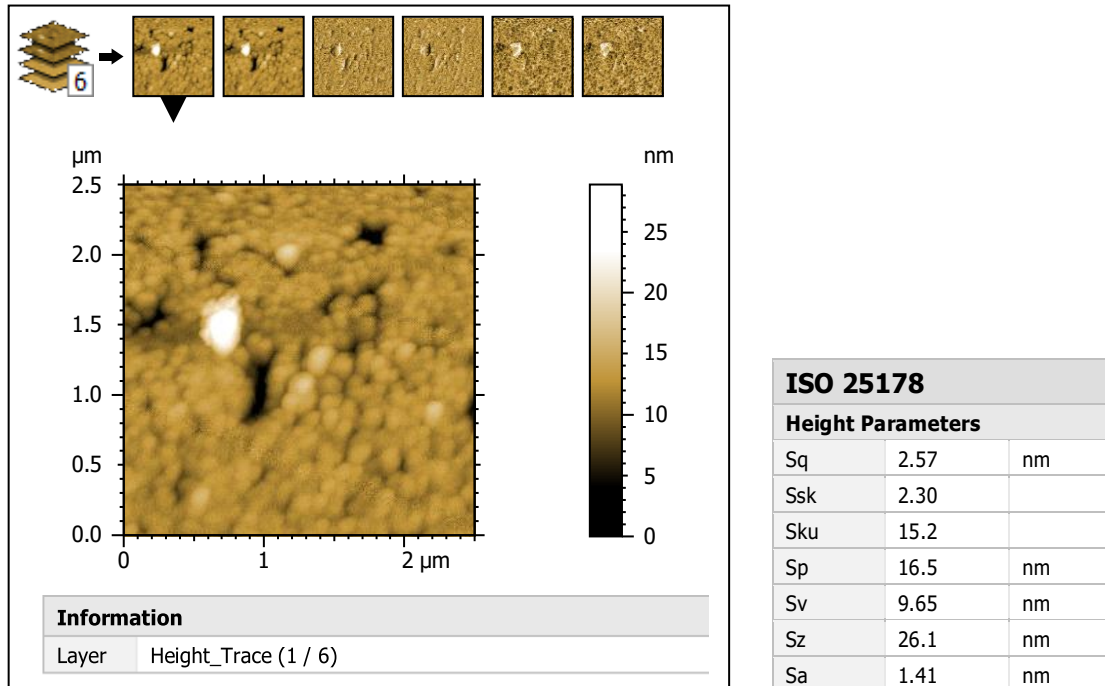 6
µm
nm
2.5
2.0
1.5
1.0
0.5
0.0
0 1 2 µm
25
20
15
10
5
0
Information
Layer Height_Trace (1 / 6)
ISO 25178
Height Parameters
Sq 2.57 nm
Ssk 2.30
Sku 15.2
Sp 16.5 nm
Sv 9.65 nm
Sz 26.1 nm
Sa 1.41 nm